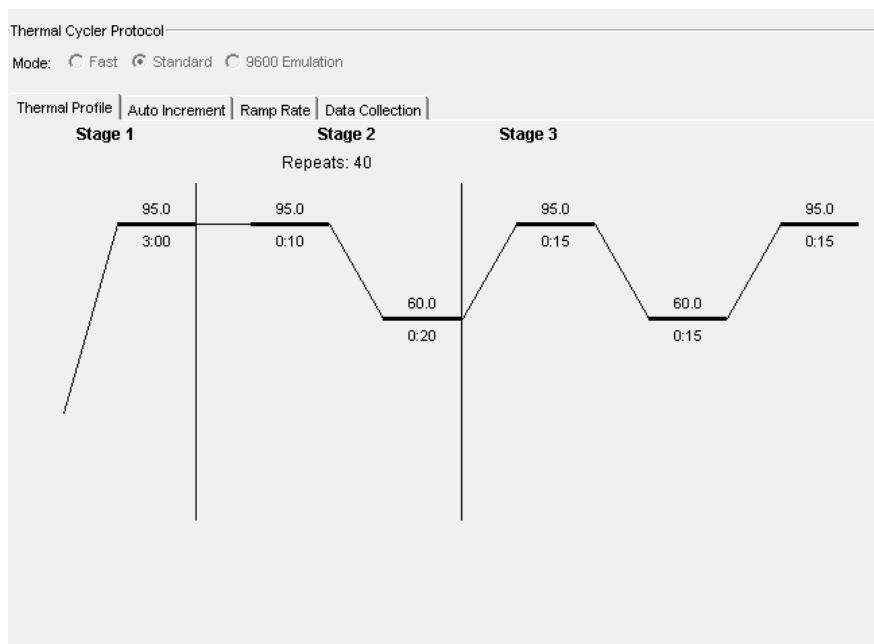 Thermal Cycler Protocol
Mode: Fast Standard 9600 Emulation
Thermal Profile Auto Increment Ramp Rate Data Collection
Stage 1 Stage 2 Stage 3
Repeats: 40
95.0 95.0 95.0 95.0
3:00 0:10 0:15 0:15
60.0 60.0
0:20 0:15